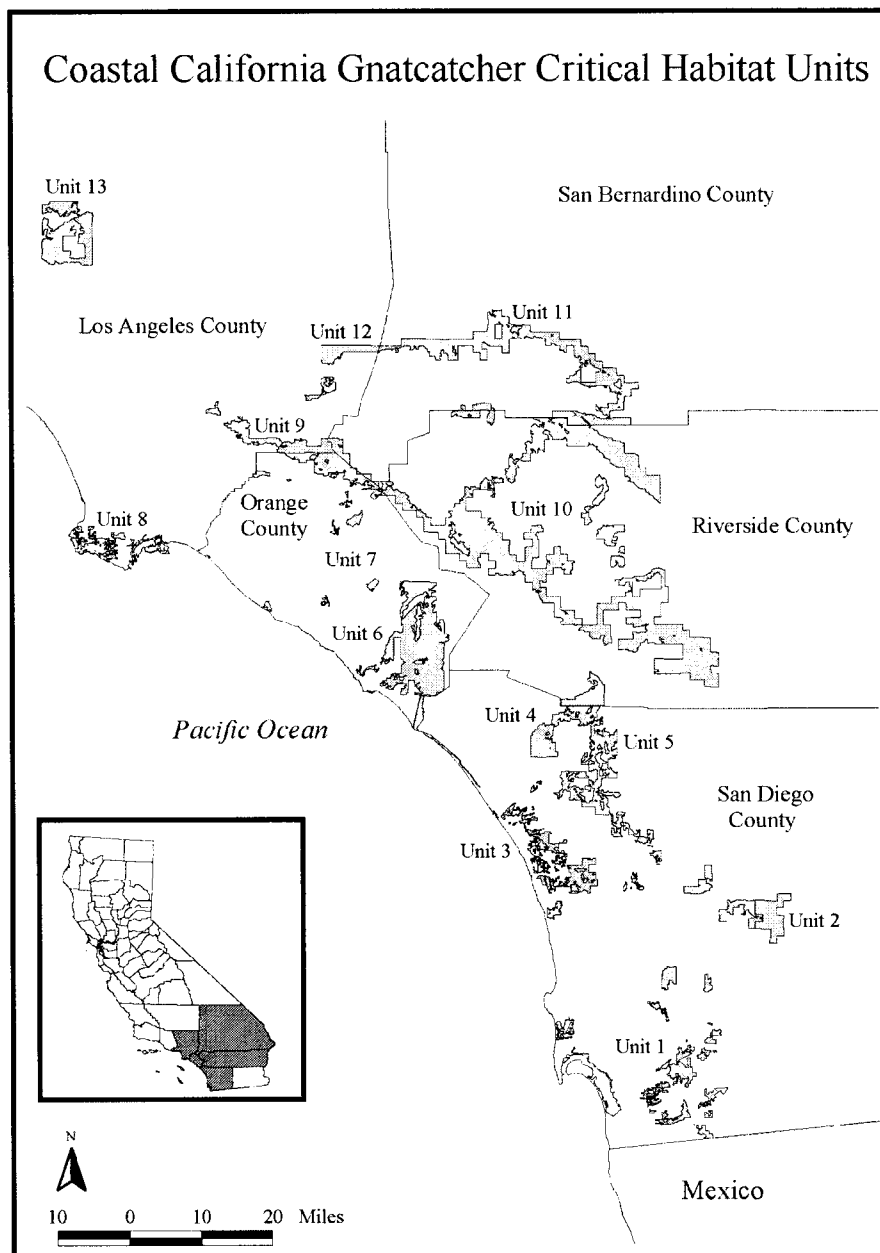 Coastal California Gnatcatcher Critical Habitat Units
Unit 13
San Bernardino County
Unit 11
Los Angeles County
Unit 12
Unit 9
Orange
County
Unit 10
Riverside County
Unit 8
Unit 7
Unit 6
Unit 4
Pacific Ocean
Unit 5
San Diego
County
Unit 3
Unit 2
Unit 1
N
Mexico
10 0 10 20 Miles